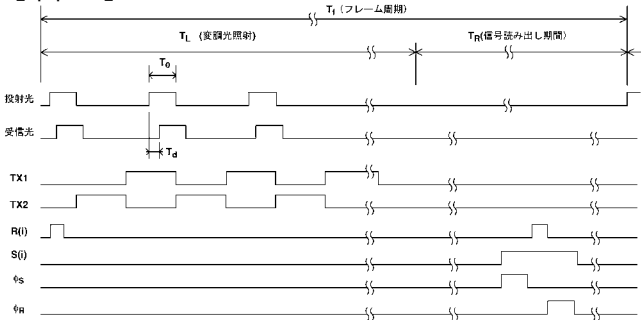 Tf (フレーム周期)
TL (変調光照射)
TR(信号読み出し期間)
T0
投射光
受信光
Td
TX1
TX2
R(i)
S(i)
φS
φR